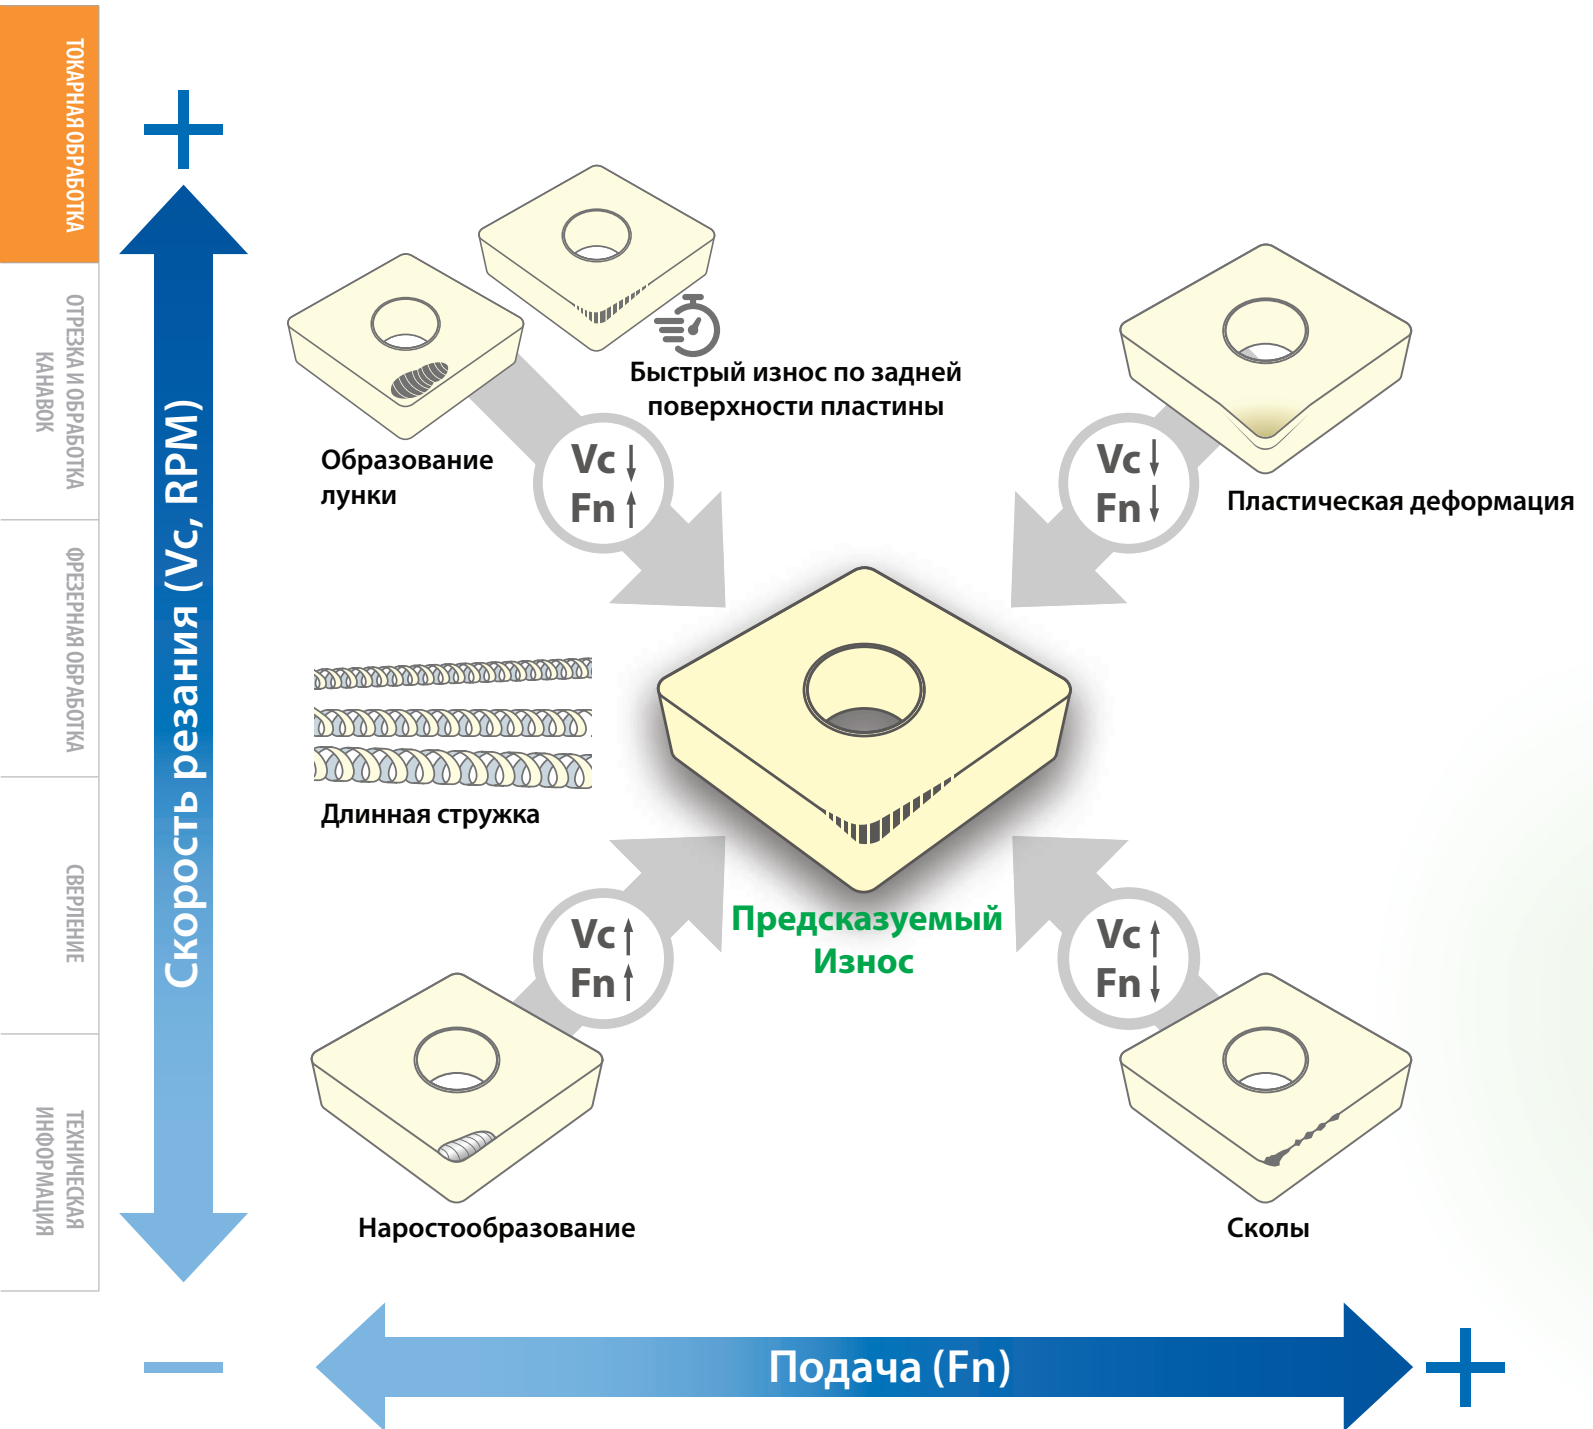 ТОКАРНАЯ ОБРАБОТКА
ОТРЕЗКА И ОБРАБОТКА
КАНАВОК
ФРЕЗЕРНАЯ ОБРАБОТКА
СВЕРЛЕНИЕ
ТЕХНИЧЕСКАЯ
ИНФОРМАЦИЯ
+
Скорость резания (Vc, RPM)
−
Быстрый износ по задней
поверхности пластины
Образование
лунки
Vc ↓
Fn ↑
Vc ↓
Fn ↓
Пластическая деформация
Длинная стружка
Предсказуемый
Износ
Vc ↑
Fn ↑
Vc ↑
Fn ↓
Наростообразование
Сколы
Подача (Fn)
+